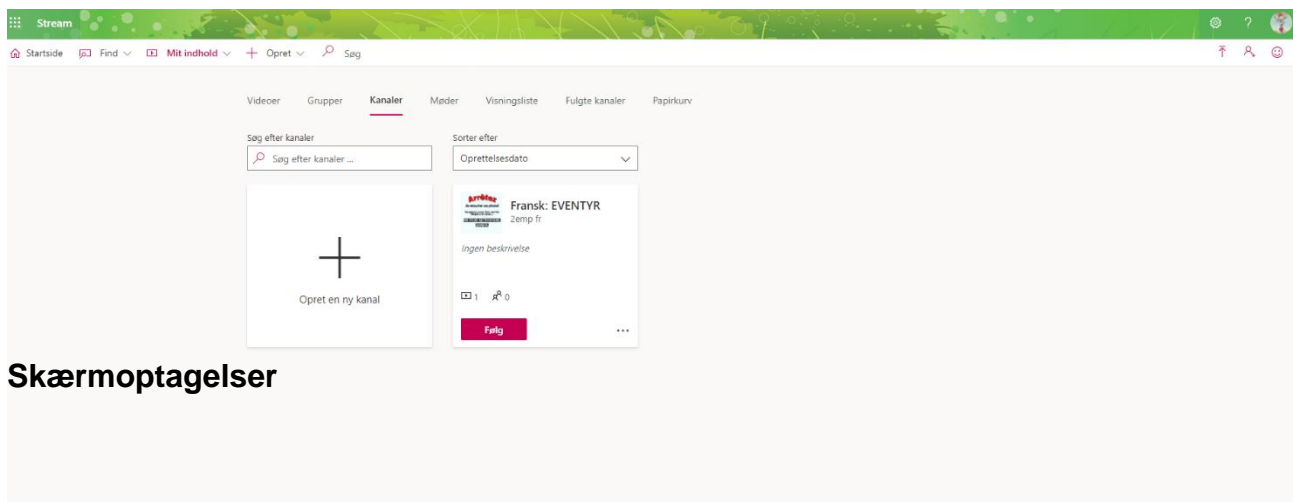 Stream
Startside Find Mit indhold Opret Søg
Videoer Grupper Kanaler Møder Visningsliste Fulgte kanaler Papirkurv
Søg efter kanaler Sorter efter
Søg efter kanaler ... Oprettelsesdato
Arrêtez
Fransk: EVENTYR
2emp fr
Ingen beskrivelse
Opret en ny kanal
1 0
Følg
Skærmoptagelser